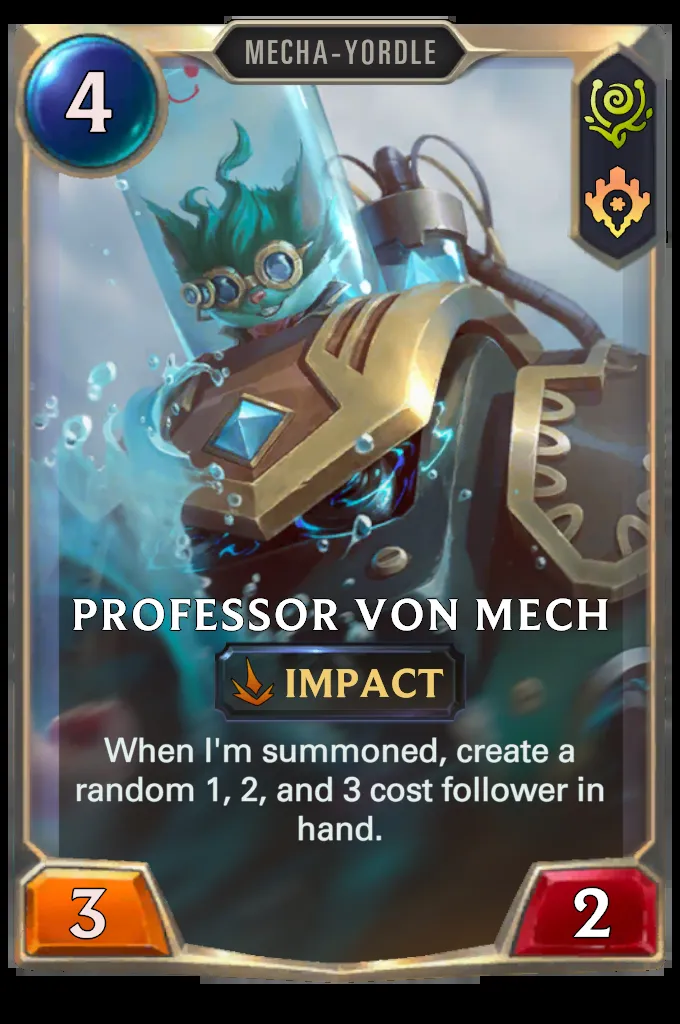 MECHA-YORDLE
4
PROFESSOR VON MECH
IMPACT
When I'm summoned, create a
random 1, 2, and 3 cost follower in
hand.
3
2